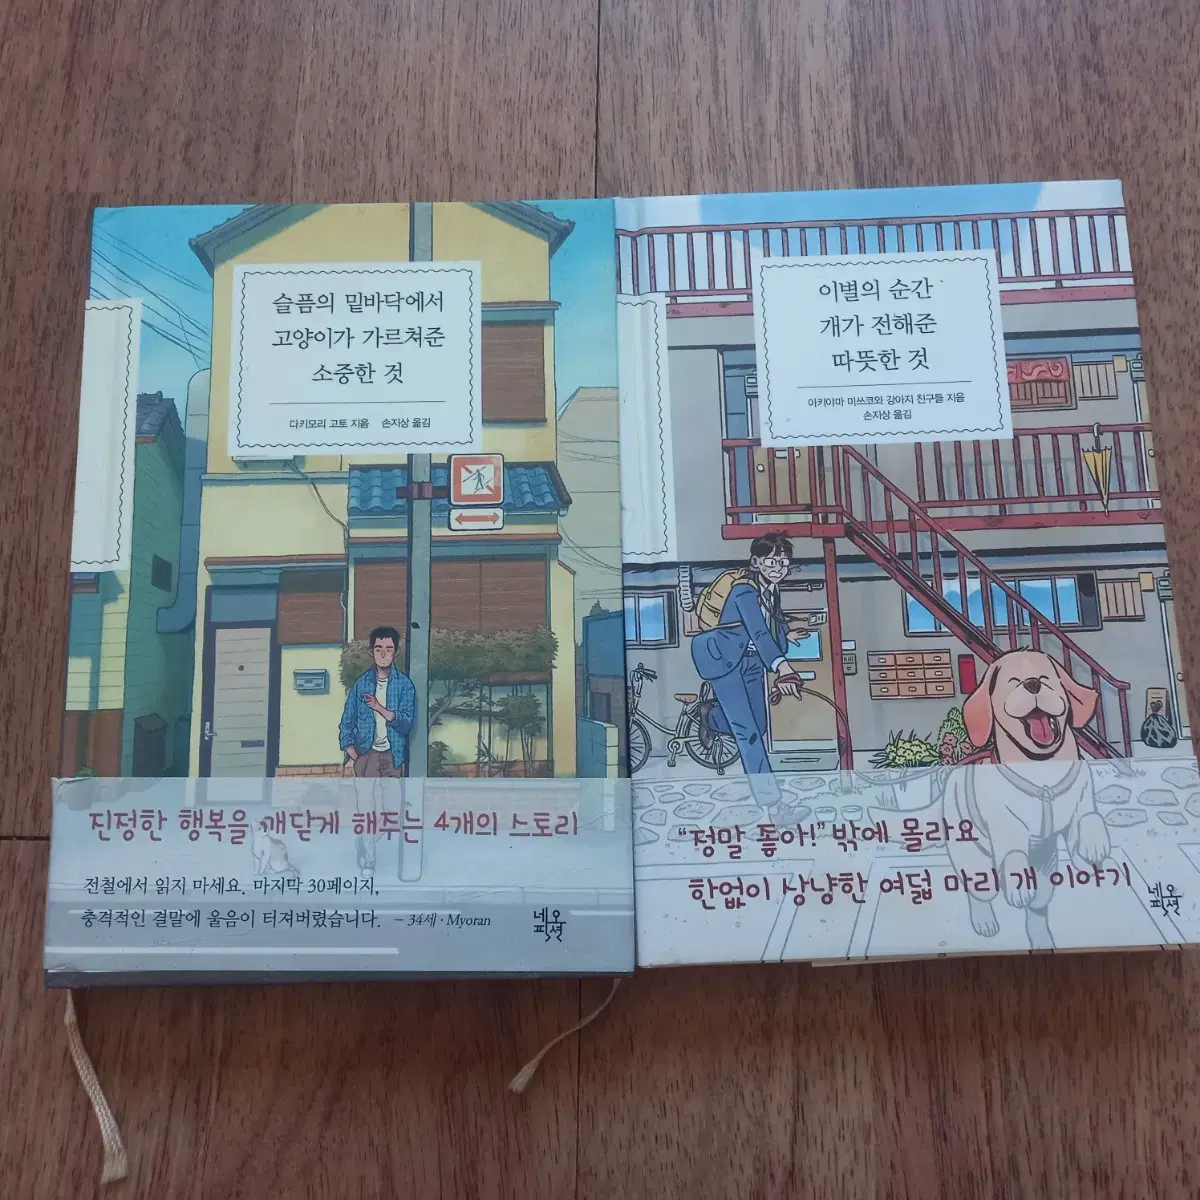 슬픔의 밑바닥에서
고양이가 가르쳐준
소중한 것
다키모리 고토 지음 손지상 옮김
진정한 행복을 깨닫게 해주는 4개의 스토리
전철에서 읽지 마세요. 마지막 30페이지,
충격적인 결말에 울음이 터져버렸습니다. – 34세·Myoran
네오
픽션
이별의 순간
개가 전해준
따뜻한 것
아키야마 미쓰코와 강아지 친구들 지음
손지상 옮김
“정말 좋아!” 밖에 몰라요
한없이 상냥한 여덟 마리 개 이야기
네오
픽션